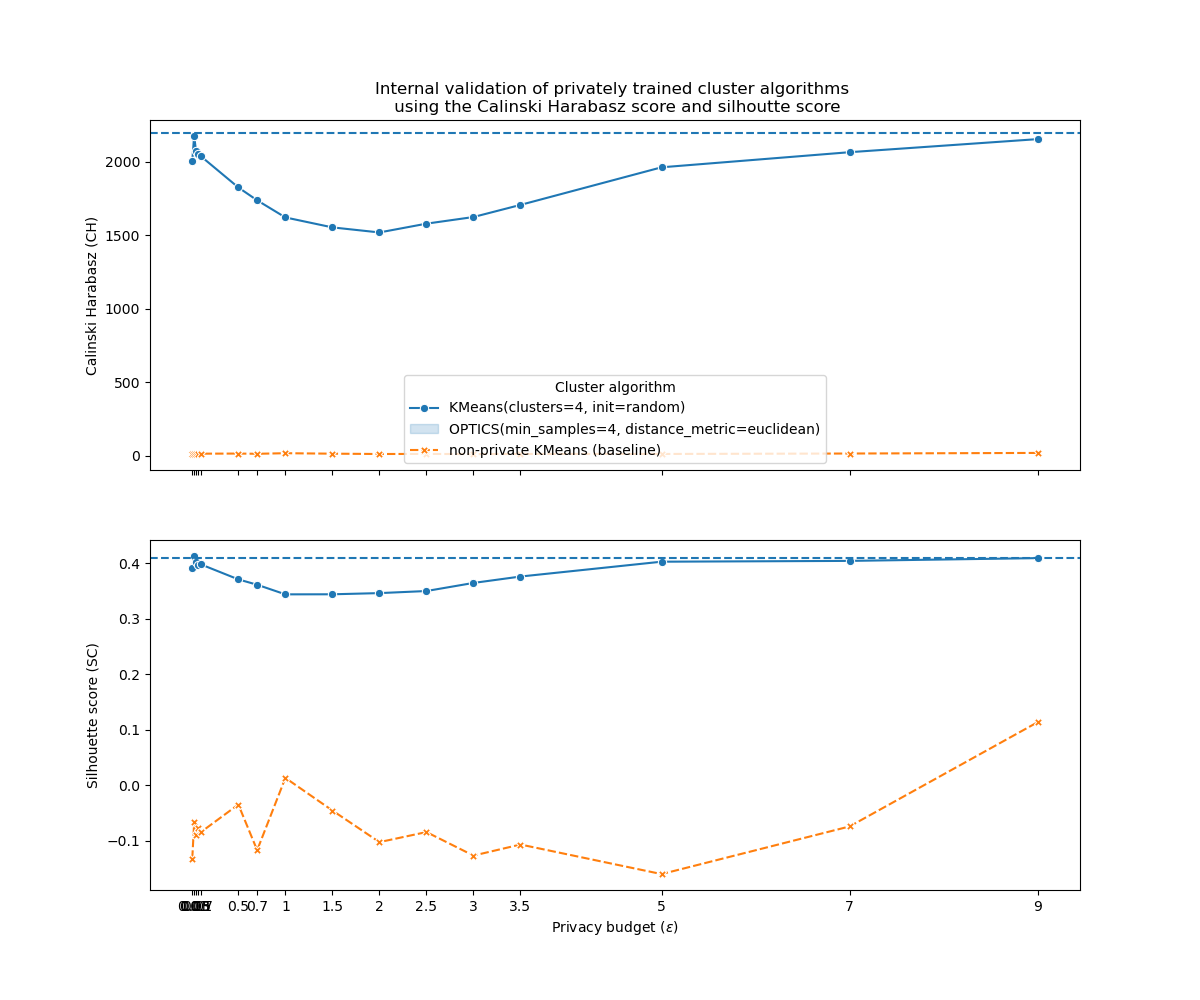 Internal validation of privately trained cluster algorithms
using the Calinski Harabasz score and silhoutte score
Calinski Harabasz (CH)
2000
1500
1000
500
0
Cluster algorithm
KMeans(clusters=4, init=random)
OPTICS(min_samples=4, distance_metric=euclidean)
non-private KMeans (baseline)
Silhouette score (SC)
0.4
0.3
0.2
0.1
0.0
−0.1
0.5 0.7 1 1.5 2 2.5 3 3.5 5 7 9
Privacy budget (ε)